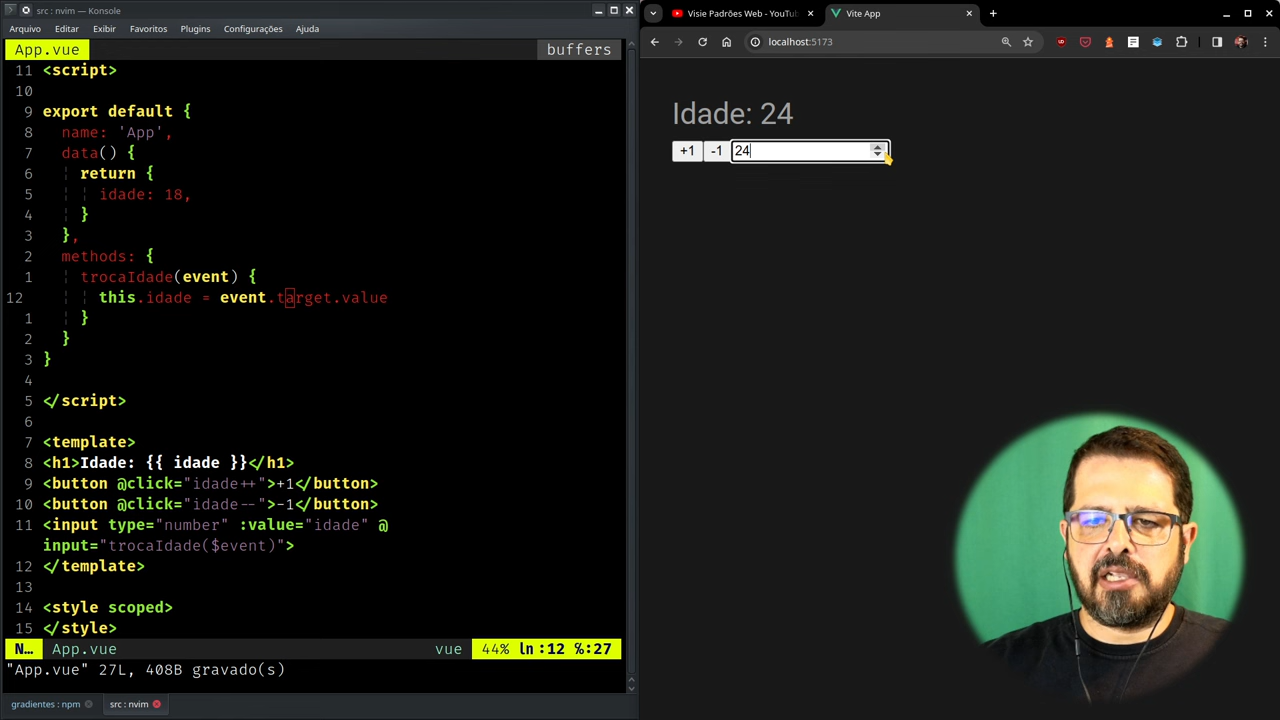 src : nvim — Konsole
Arquivo Editar Exibir Favoritos Plugins Configurações Ajuda
App.vue buffers
11 <script>
10
9 export default {
8 name: 'App',
7 data() {
6 return {
5 idade: 18,
4 }
3 },
2 methods: {
1 trocaIdade(event) {
12 this.idade = event.target.value
1 }
2 }
3 }
4
5 </script>
6
7 <template>
8 <h1>Idade: {{ idade }}</h1>
9 <button @click="idade++">+1</button>
10 <button @click="idade--">-1</button>
11 <input type="number" :value="idade" @
input="trocaIdade($event)">
12 </template>
13
14 <style scoped>
15 </style>
N… App.vue vue 44% ln:12 %:27
"App.vue" 27L, 408B gravado(s)
gradientes : npm src : nvim
Visie Padrões Web - YouTu
Vite App
localhost:5173
Idade: 24
+1 -1 24